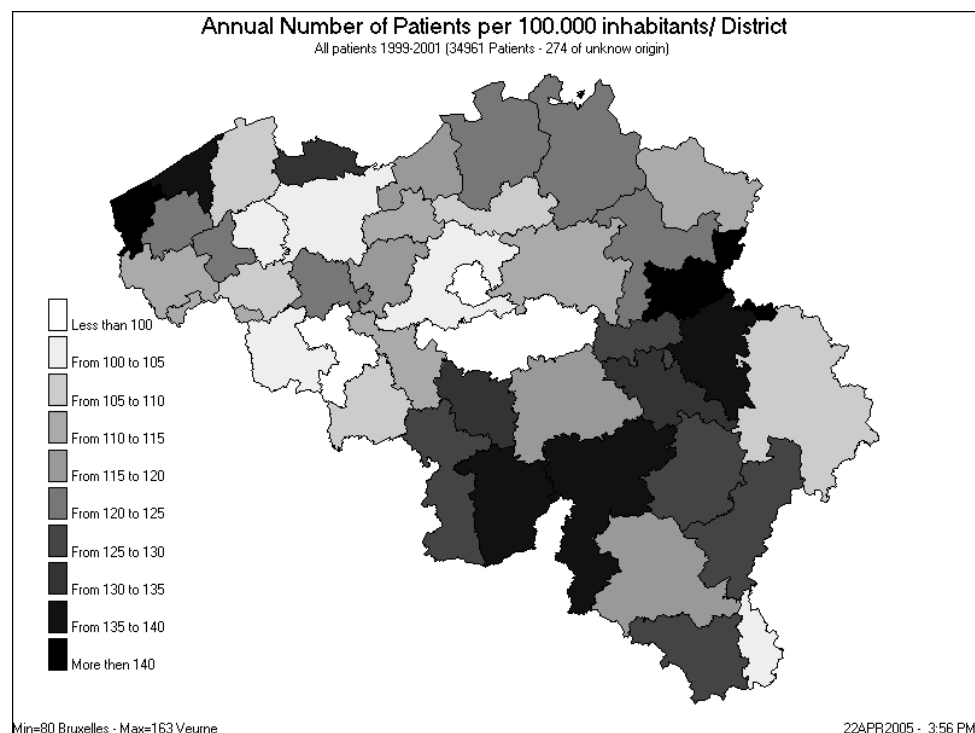 Annual Number of Patients per 100.000 inhabitants/ District
All patients 1999-2001 (34961 Patients - 274 of unknow origin)
Less than 100
From 100 to 105
From 105 to 110
From 110 to 115
From 115 to 120
From 120 to 125
From 125 to 130
From 130 to 135
From 135 to 140
More then 140
Min=80 Bruxelles - Max=163 Veurne
22APR2005 - 3:56 PM